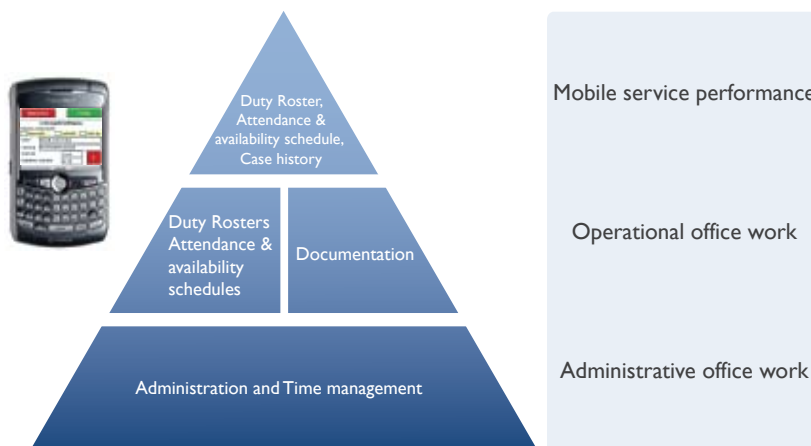 Duty Roster,
Attendance &
availability schedule,
Case history
Mobile service performance
Duty Rosters
Attendance &
availability
schedules
Documentation
Operational office work
Administration and Time management
Administrative office work